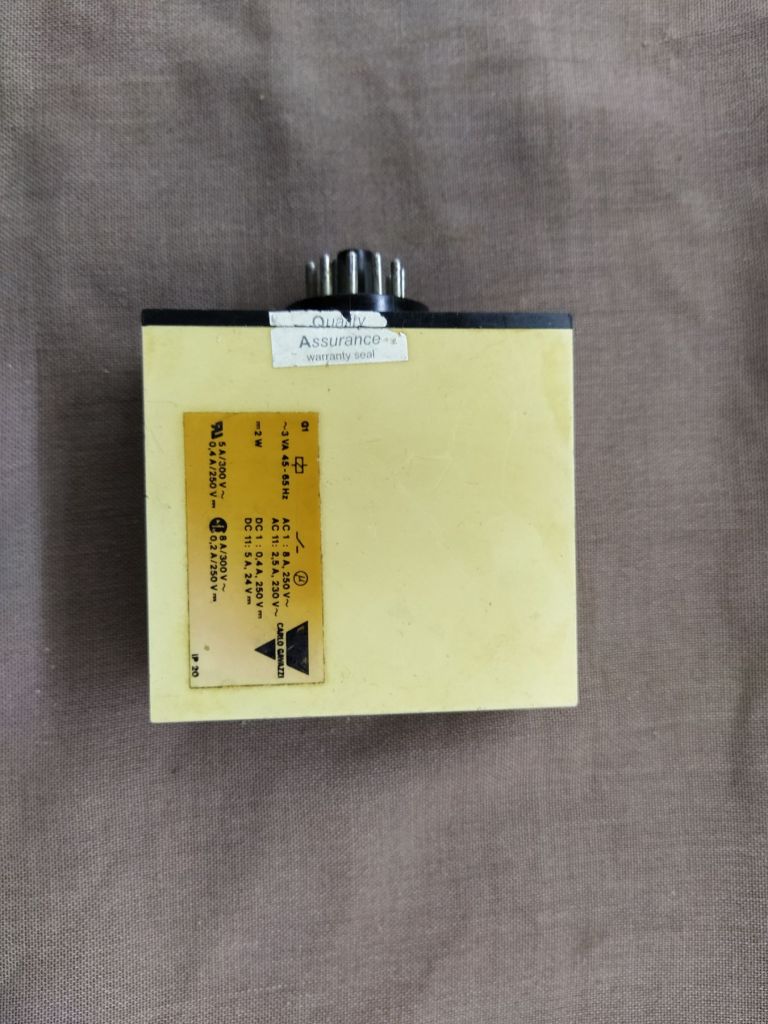 Quality
Assurance
warranty seal
01
~3 VA 45-65 Hz
⎓2 W
5 A/300 V~
0,4 A/250 V⎓
µ
AC 1 : 8 A, 250 V~
AC 11: 2,5 A, 230 V~
DC 1 : 0,4 A, 250 V⎓
DC 11: 5 A, 24 V⎓
8 A/300 V~
0,2 A/250 V⎓
CARLO GAVAZZI
IP 20